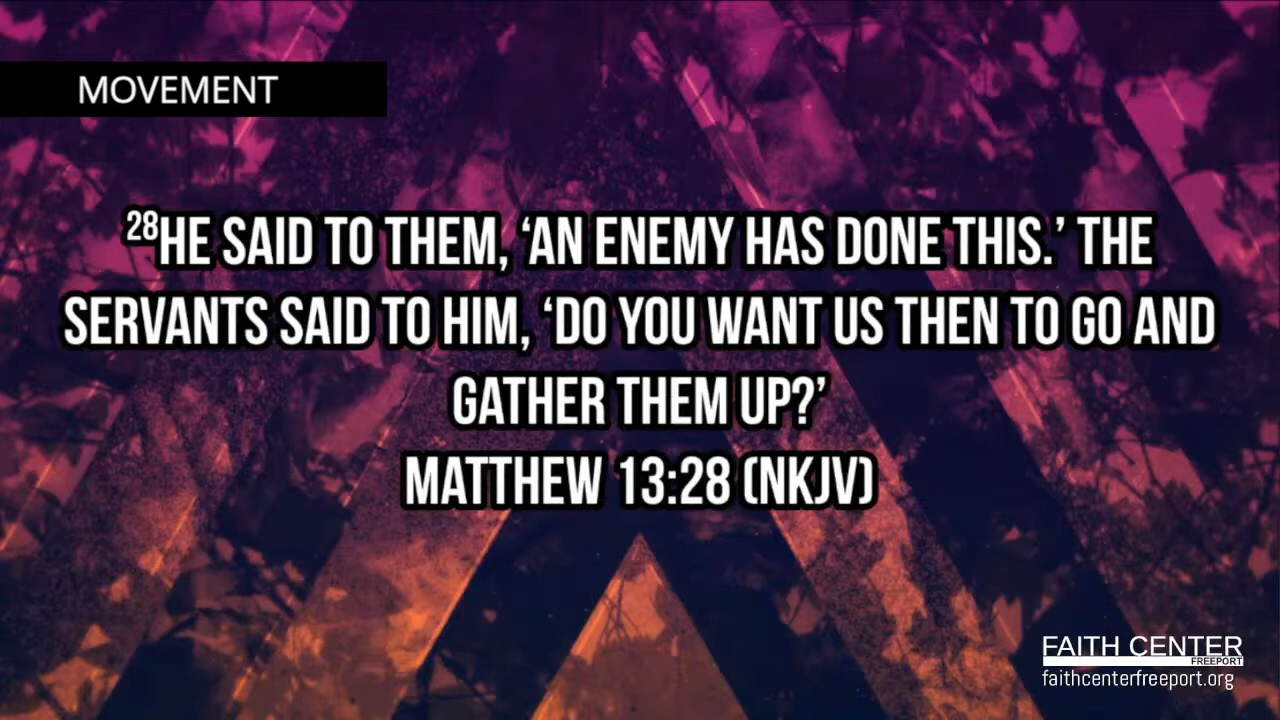 MOVEMENT
²⁸HE SAID TO THEM, ‘AN ENEMY HAS DONE THIS.’ THE
SERVANTS SAID TO HIM, ‘DO YOU WANT US THEN TO GO AND
GATHER THEM UP?’
MATTHEW 13:28 (NKJV)
FAITH CENTER
FREEPORT
faithcenterfreeport.org